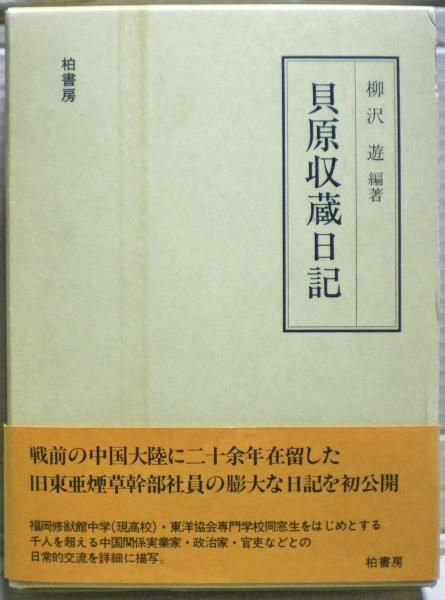 柏書房
柳沢 遊 編著
貝原収蔵日記
戦前の中国大陸に二十余年在留した
旧東亜煙草幹部社員の膨大な日記を初公開
福岡修猷館中学(現高校)・東洋協会専門学校同窓生をはじめとする
千人を超える中国関係実業家・政治家・官吏などとの
日常的交流を詳細に描写。
柏書房